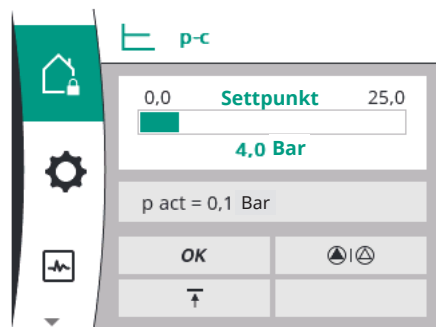 p-c
0,0 Settpunkt 25,0
4,0 Bar
p act = 0,1 Bar
OK